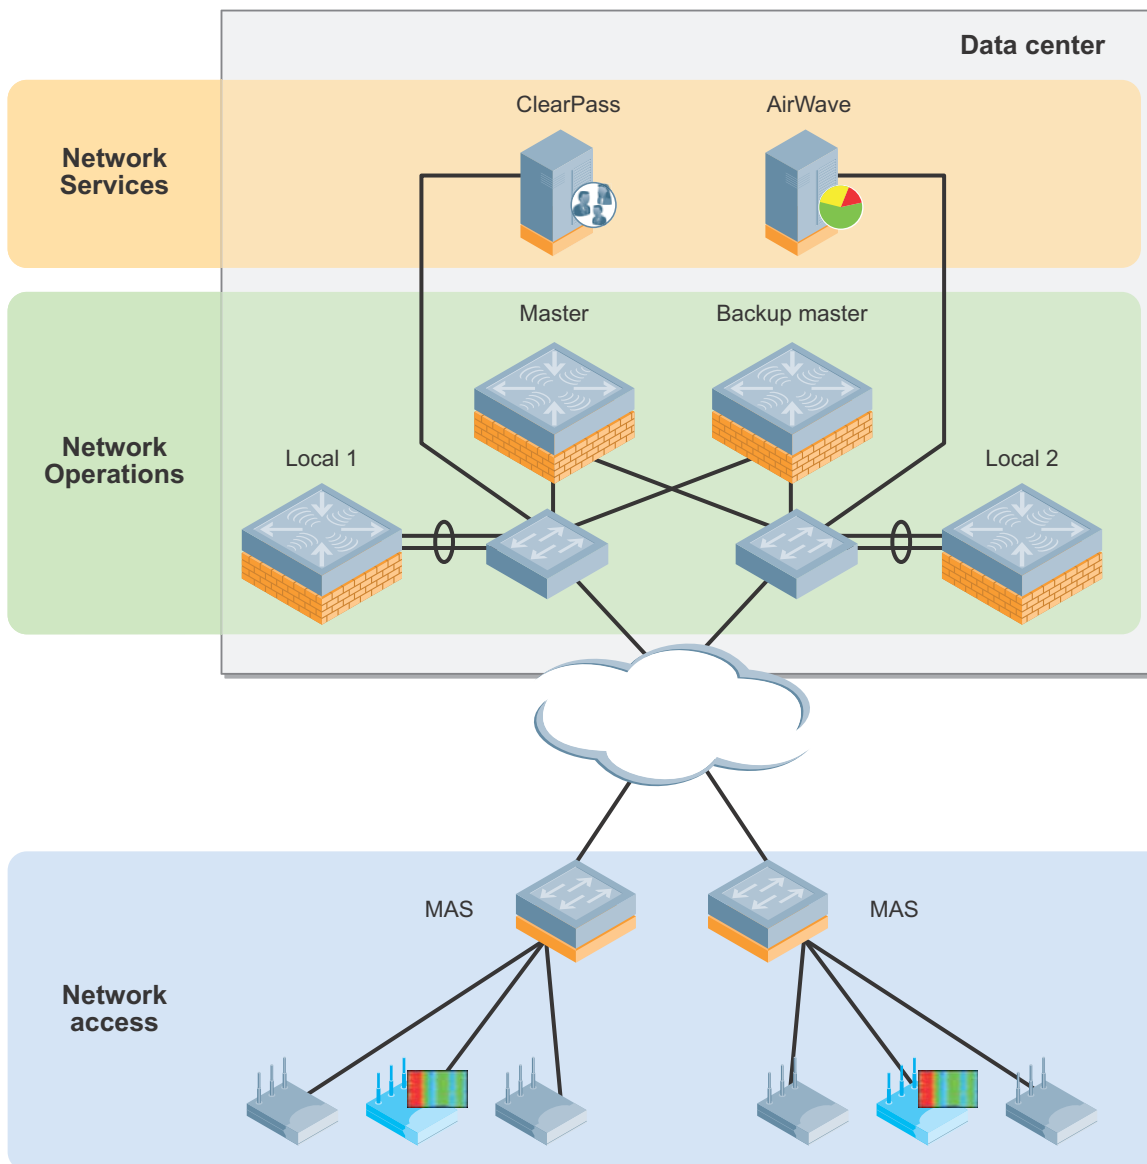 Data center
ClearPass
AirWave
Network
Services
Master
Backup master
Network
Operations
Local 1
Local 2
MAS
MAS
Network
access